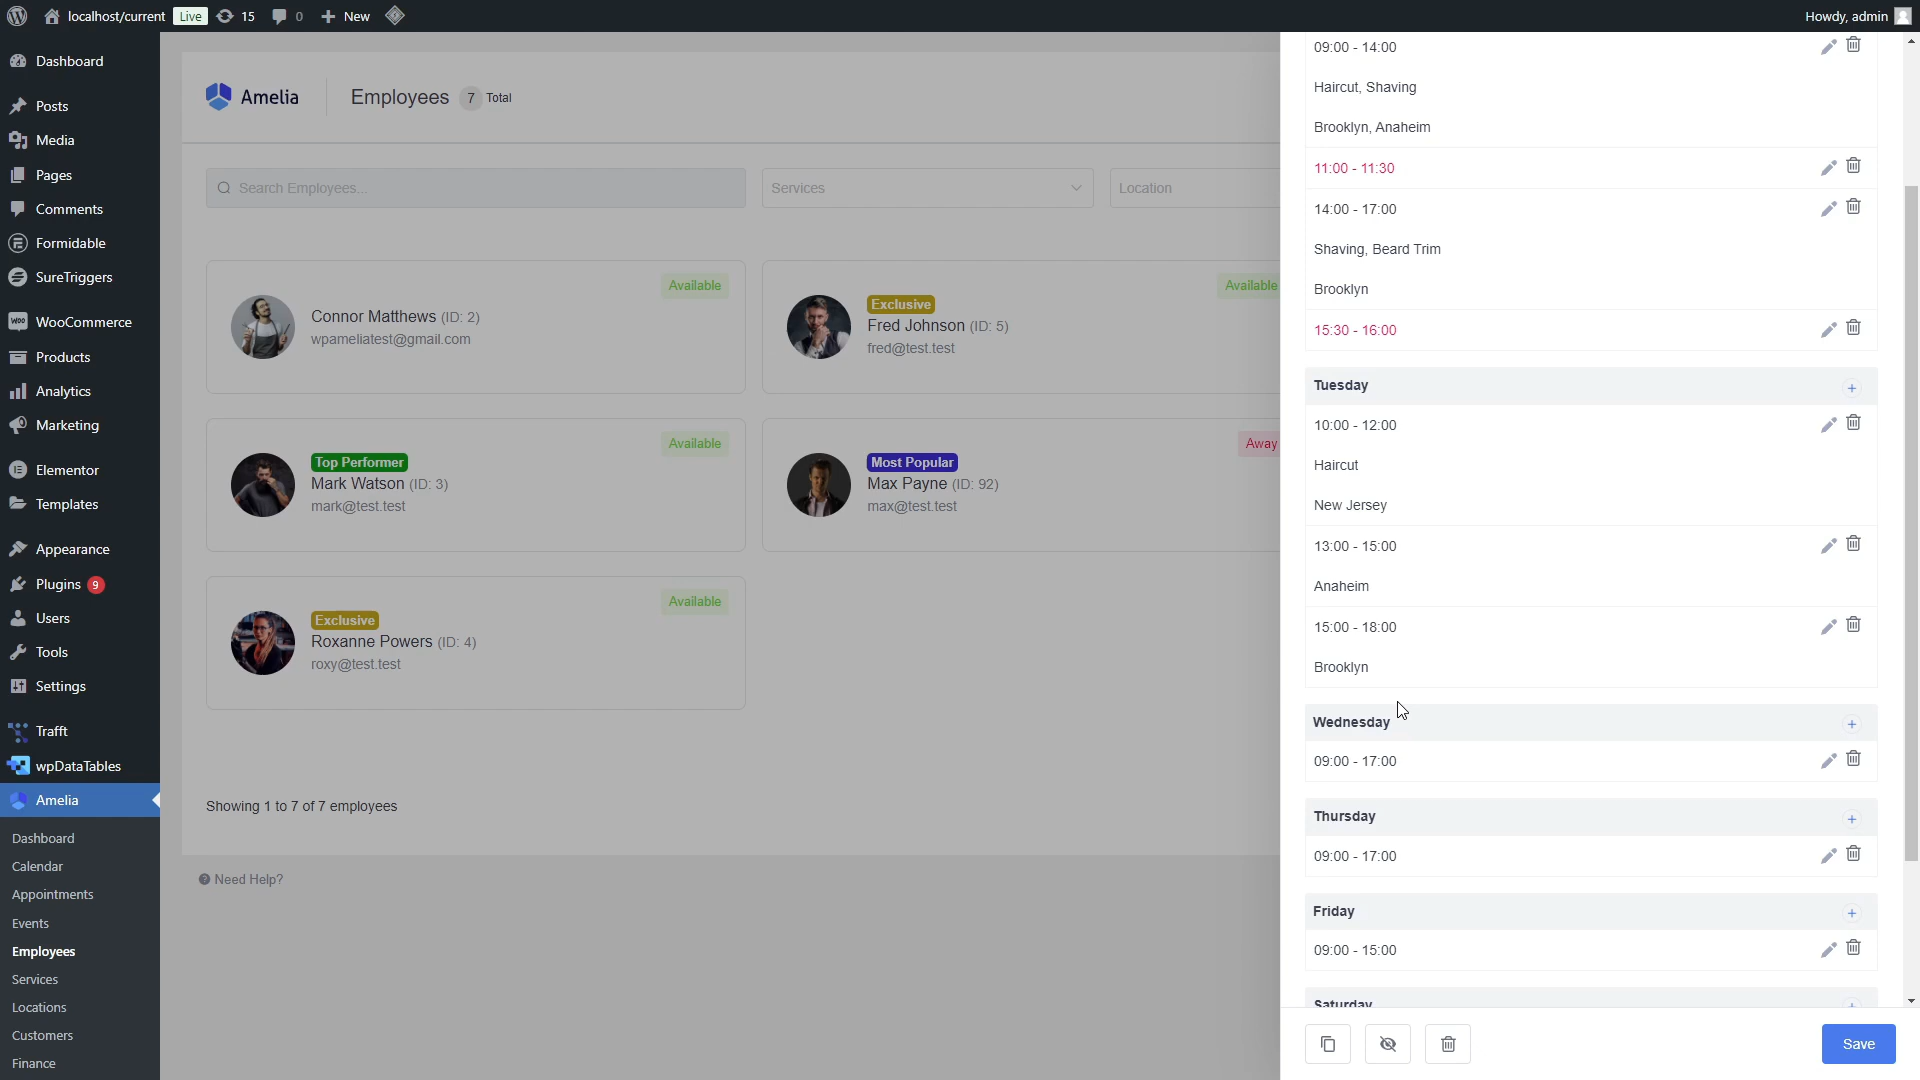 localhost/current
Live
15
0
New
Howdy, admin
Dashboard
Posts
Media
Pages
Comments
Formidable
SureTriggers
WooCommerce
Products
Analytics
Marketing
Elementor
Templates
Appearance
Plugins 9
Users
Tools
Settings
Trafft
wpDataTables
Amelia
Dashboard
Calendar
Appointments
Events
Employees
Services
Locations
Customers
Finance
Amelia
Employees 7 Total
Search Employees...
Services
Location
Available
Connor Matthews (ID: 2)
wpameliatest@gmail.com
Available
Exclusive
Fred Johnson (ID: 5)
fred@test.test
Available
Top Performer
Mark Watson (ID: 3)
mark@test.test
Away
Most Popular
Max Payne (ID: 92)
max@test.test
Available
Exclusive
Roxanne Powers (ID: 4)
roxy@test.test
Showing 1 to 7 of 7 employees
Need Help?
09:00 - 14:00
Haircut, Shaving
Brooklyn, Anaheim
11:00 - 11:30
14:00 - 17:00
Shaving, Beard Trim
Brooklyn
15:30 - 16:00
Tuesday
10:00 - 12:00
Haircut
New Jersey
13:00 - 15:00
Anaheim
15:00 - 18:00
Brooklyn
Wednesday
09:00 - 17:00
Thursday
09:00 - 17:00
Friday
09:00 - 15:00
Saturday
Save